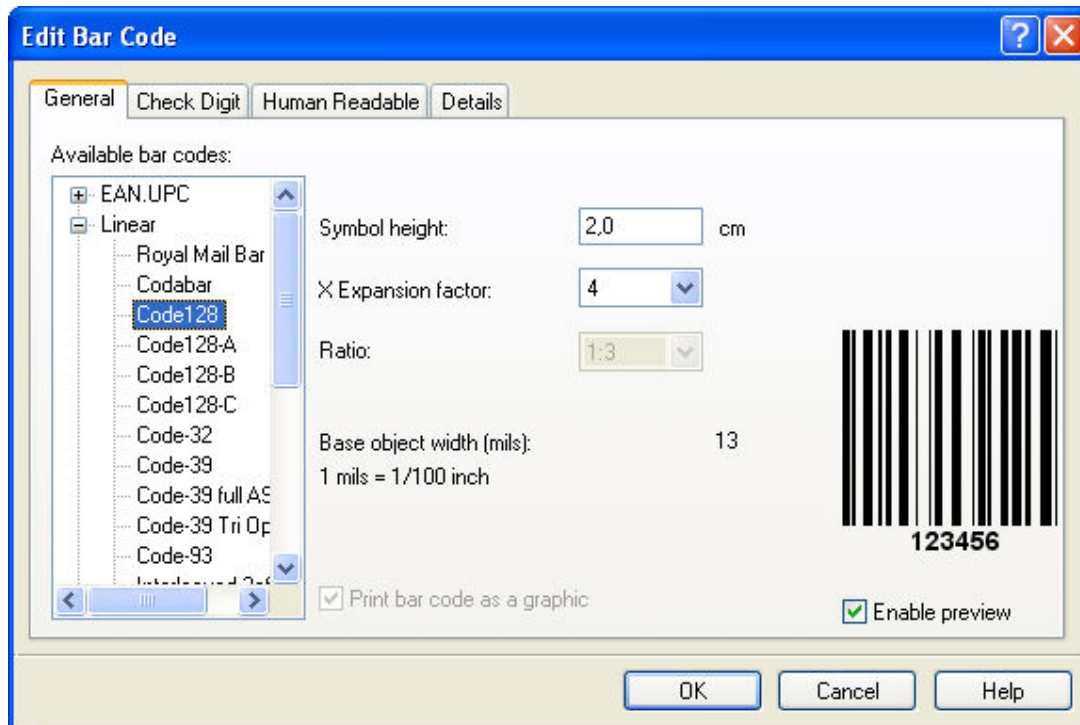 Edit Bar Code
General Check Digit Human Readable Details
Available bar codes:
EAN.UPC
Linear
Royal Mail Bar
Codabar
Code128
Code128-A
Code128-B
Code128-C
Code-32
Code-39
Code-39 full AS
Code-39 Tri Op
Code-93
Symbol height: 2,0 cm
X Expansion factor: 4
Ratio: 1:3
Base object width (mils): 13
1 mils = 1/100 inch
Print bar code as a graphic
123456
Enable preview
OK Cancel Help